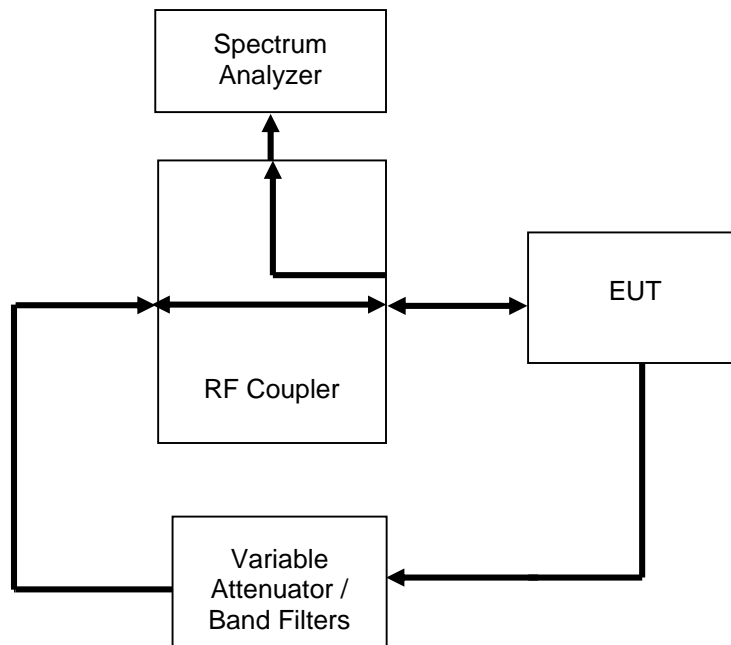 Spectrum
Analyzer
EUT
RF Coupler
Variable
Attenuator /
Band Filters